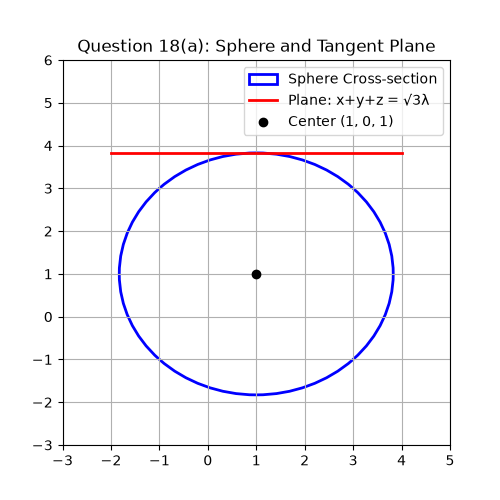 Question 18(a): Sphere and Tangent Plane
Sphere Cross-section
Plane: x+y+z = √3λ
Center (1, 0, 1)
6
5
4
3
2
1
0
−1
−2
−3
−3 −2 −1 0 1 2 3 4 5